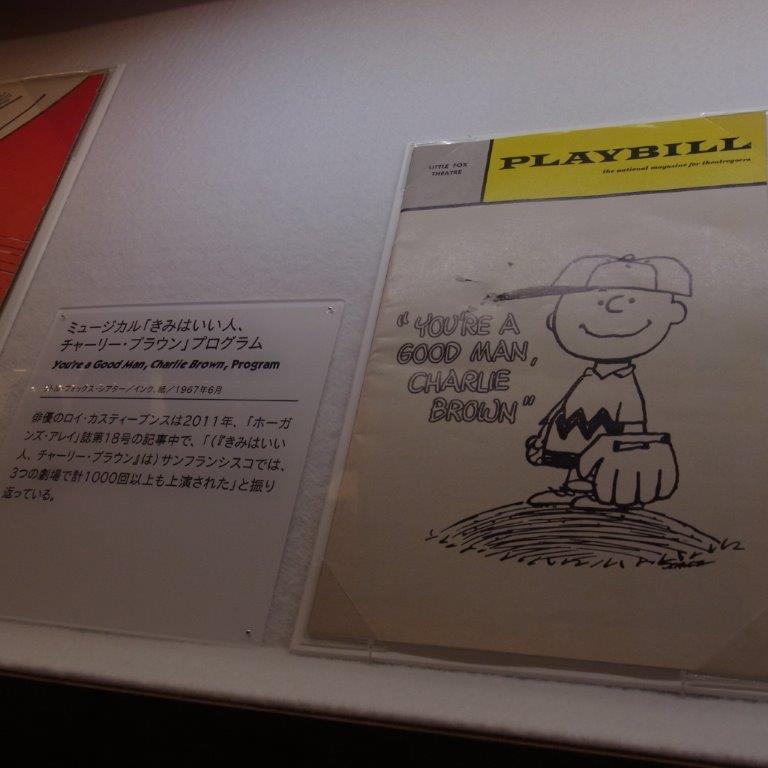 ミュージカル「きみはいい人、
チャーリー・ブラウン」プログラム
You're a Good Man, Charlie Brown, Program
トル・フォックス・シアター／インク、紙／1967年6月
俳優のロイ・カスティーブンスは2011年、「ホーガ
ンズ・アレイ」誌第18号の記事中で、「(『きみはいい
人、チャーリー・ブラウン』は)サンフランシスコでは、
3つの劇場で計1000回以上も上演された」と振り
返っている。
LITTLE FOX
THEATRE
PLAYBILL
the national magazine for theatregoers
"YOU'RE A
GOOD MAN,
CHARLIE
BROWN"